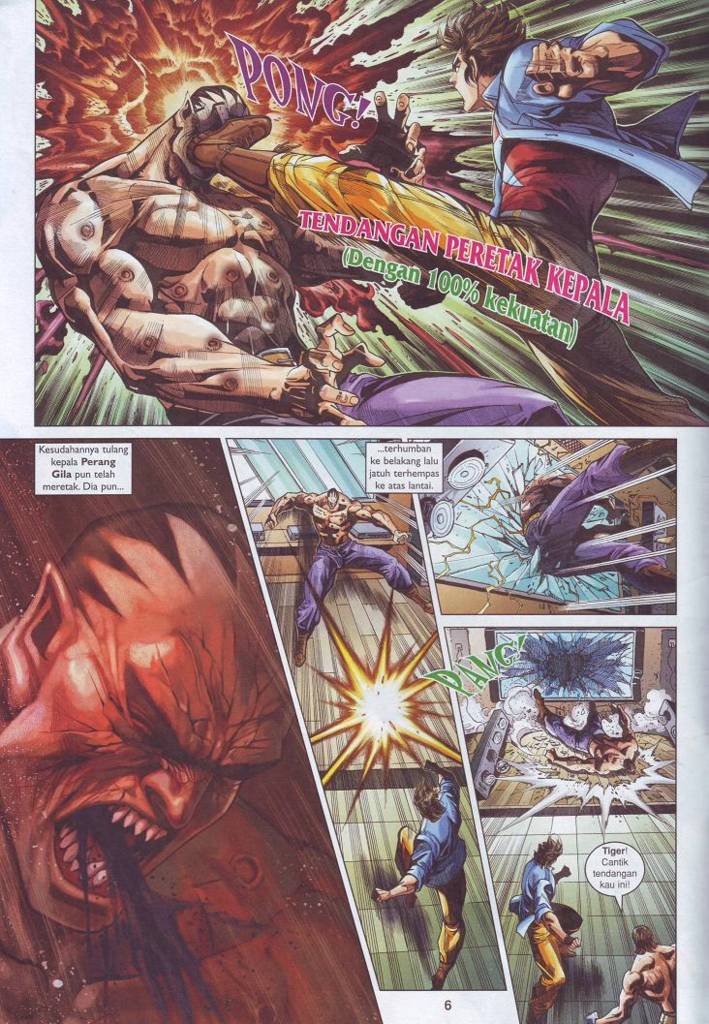 PONG!
TENDANGAN PERETAK KEPALA
(Dengan 100% kekuatan)
Kesudahannya tulang
kepala Perang
Gila pun telah
meretak. Dia pun...
...terhumban
ke belakang lalu
jatuh terhempas
ke atas lantai.
PANG!
Tiger!
Cantik
tendangan
kau ini!
6